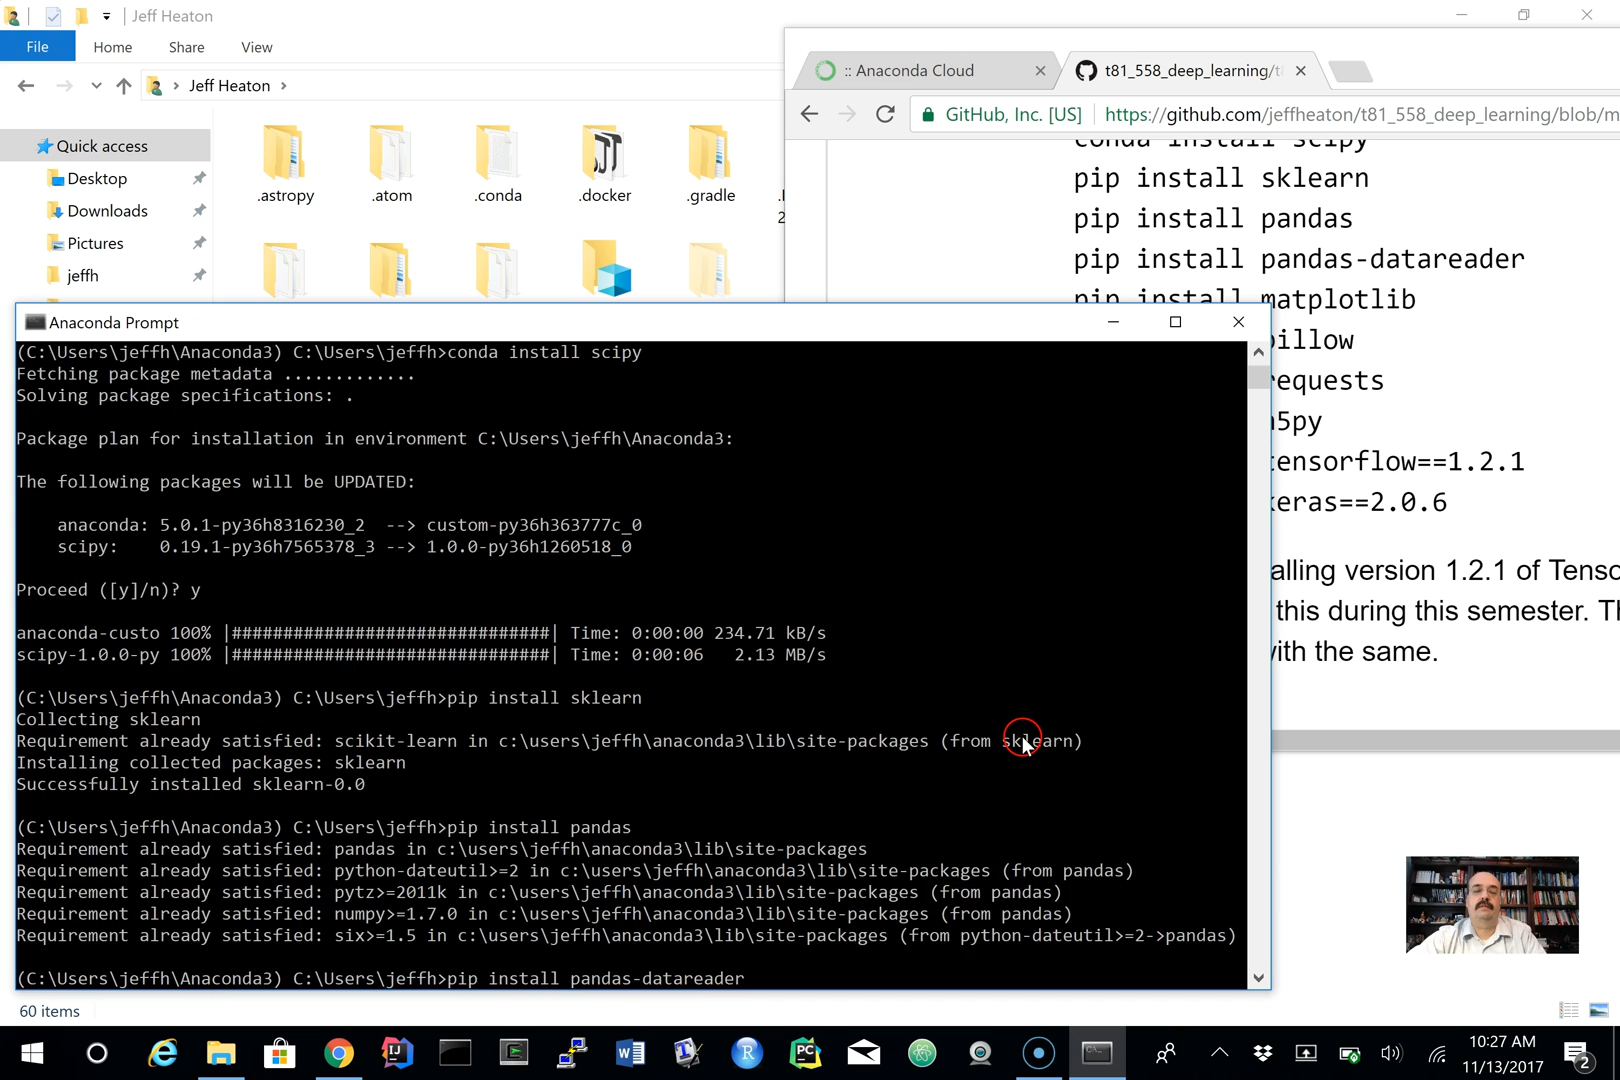 Jeff Heaton
File Home Share View
Jeff Heaton
Quick access
Desktop
Downloads
Pictures
jeffh
.astropy
.atom
.conda
.docker
.gradle
2
:: Anaconda Cloud
t81_558_deep_learning/t
GitHub, Inc. [US]
https://github.com/jeffheaton/t81_558_deep_learning/blob/m
conda install scipy
pip install sklearn
pip install pandas
pip install pandas-datareader
pip install matplotlib
pillow
requests
h5py
tensorflow==1.2.1
keras==2.0.6
alling version 1.2.1 of Tenso
this during this semester. Th
with the same.
Anaconda Prompt
(C:\Users\jeffh\Anaconda3) C:\Users\jeffh>conda install scipy
Fetching package metadata .............
Solving package specifications: .
Package plan for installation in environment C:\Users\jeffh\Anaconda3:
The following packages will be UPDATED:
anaconda: 5.0.1-py36h8316230_2 --> custom-py36h363777c_0
scipy: 0.19.1-py36h7565378_3 --> 1.0.0-py36h1260518_0
Proceed ([y]/n)? y
anaconda-custo 100% |###############################| Time: 0:00:00 234.71 kB/s
scipy-1.0.0-py 100% |###############################| Time: 0:00:06 2.13 MB/s
(C:\Users\jeffh\Anaconda3) C:\Users\jeffh>pip install sklearn
Collecting sklearn
Requirement already satisfied: scikit-learn in c:\users\jeffh\anaconda3\lib\site-packages (from sklearn)
Installing collected packages: sklearn
Successfully installed sklearn-0.0
(C:\Users\jeffh\Anaconda3) C:\Users\jeffh>pip install pandas
Requirement already satisfied: pandas in c:\users\jeffh\anaconda3\lib\site-packages
Requirement already satisfied: python-dateutil>=2 in c:\users\jeffh\anaconda3\lib\site-packages (from pandas)
Requirement already satisfied: pytz>=2011k in c:\users\jeffh\anaconda3\lib\site-packages (from pandas)
Requirement already satisfied: numpy>=1.7.0 in c:\users\jeffh\anaconda3\lib\site-packages (from pandas)
Requirement already satisfied: six>=1.5 in c:\users\jeffh\anaconda3\lib\site-packages (from python-dateutil>=2->pandas)
(C:\Users\jeffh\Anaconda3) C:\Users\jeffh>pip install pandas-datareader
60 items
10:27 AM
11/13/2017
2